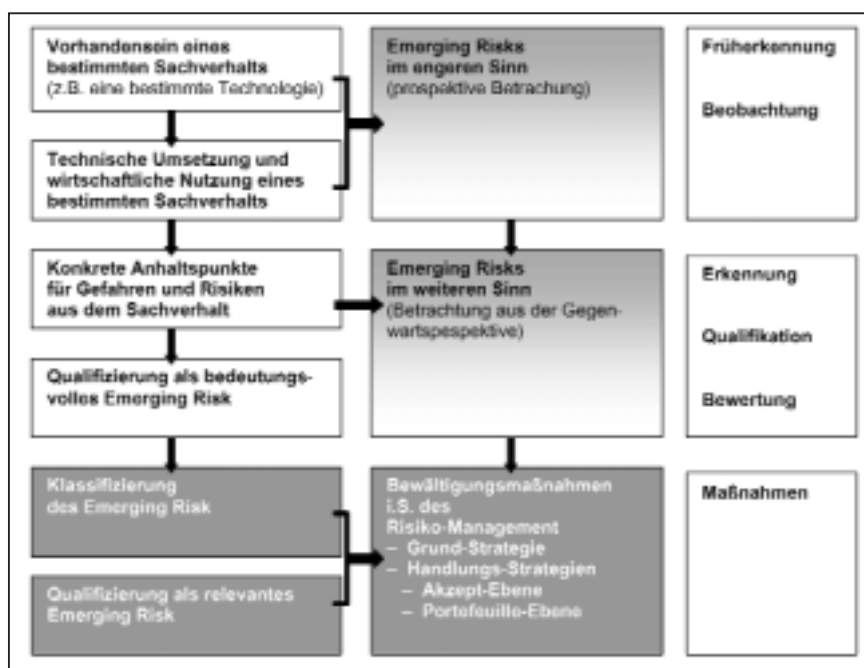 Vorhandensein eines
bestimmten Sachverhalts
(z.B. eine bestimmte Technologie)
Technische Umsetzung und
wirtschaftliche Nutzung eines
bestimmten Sachverhalts
Konkrete Anhaltspunkte
für Gefahren und Risiken
aus dem Sachverhalt
Qualifizierung als bedeutungs-
volles Emerging Risk
Klassifizierung
des Emerging Risk
Qualifizierung als relevantes
Emerging Risk
Emerging Risks
im engeren Sinn
(prospektive Betrachung)
Emerging Risks
im weiteren Sinn
(Betrachtung aus der Gegen-
wartspespektive)
Bewältigungsmaßnahmen
i.S. des
Risiko-Management
– Grund-Strategie
– Handlungs-Strategien
– Akzept-Ebene
– Portefeuille-Ebene
Früherkennung
Beobachtung
Erkennung
Qualifikation
Bewertung
Maßnahmen